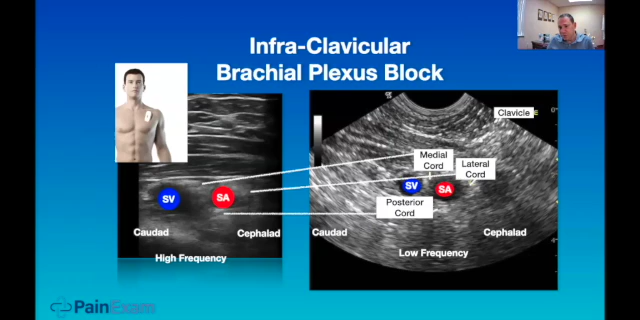 Infra-Clavicular
Brachial Plexus Block
Clavicle
Medial
Cord
Lateral
Cord
SV
SA
SV
SA
Posterior
Cord
Caudad
Cephalad
Caudad
Cephalad
High Frequency
Low Frequency
PainExam